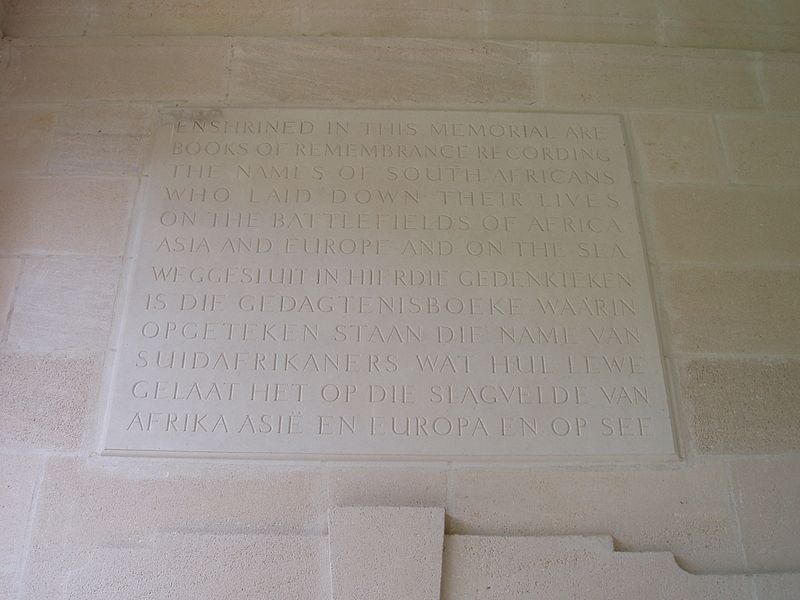 ENSHRINED IN THIS MEMORIAL ARE
BOOKS OF REMEMBRANCE RECORDING
THE NAMES OF SOUTH AFRICANS
WHO LAID DOWN THEIR LIVES
ON THE BATTLEFIELDS OF AFRICA
ASIA AND EUROPE AND ON THE SEA
WEGGESLUIT IN HIERDIE GEDENKTEKEN
IS DIE GEDAGTENISBOEKE WAARIN
OPGETEKEN STAAN DIE NAME VAN
SUIDAFRIKANERS WAT HUL LEWE
GELAAT HET OP DIE SLAGVELDE VAN
AFRIKA ASIË EN EUROPA EN OP SEE